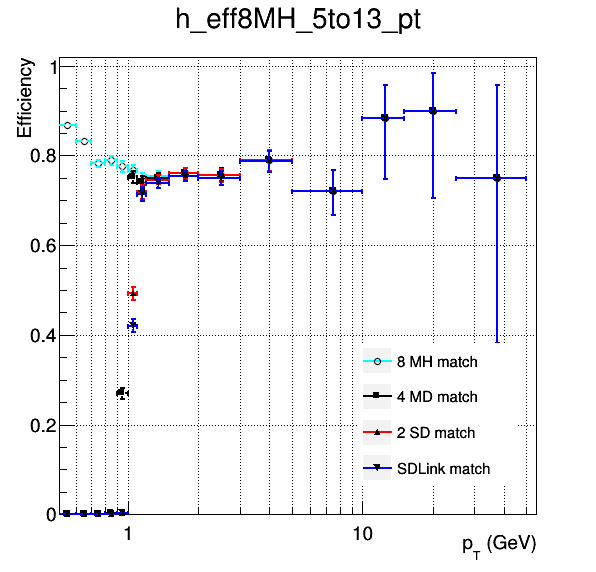 h_eff8MH_5to13_pt
Efficiency
1
0.8
0.6
0.4
0.2
0
8 MH match
4 MD match
2 SD match
SDLink match
1
10
p_T (GeV)